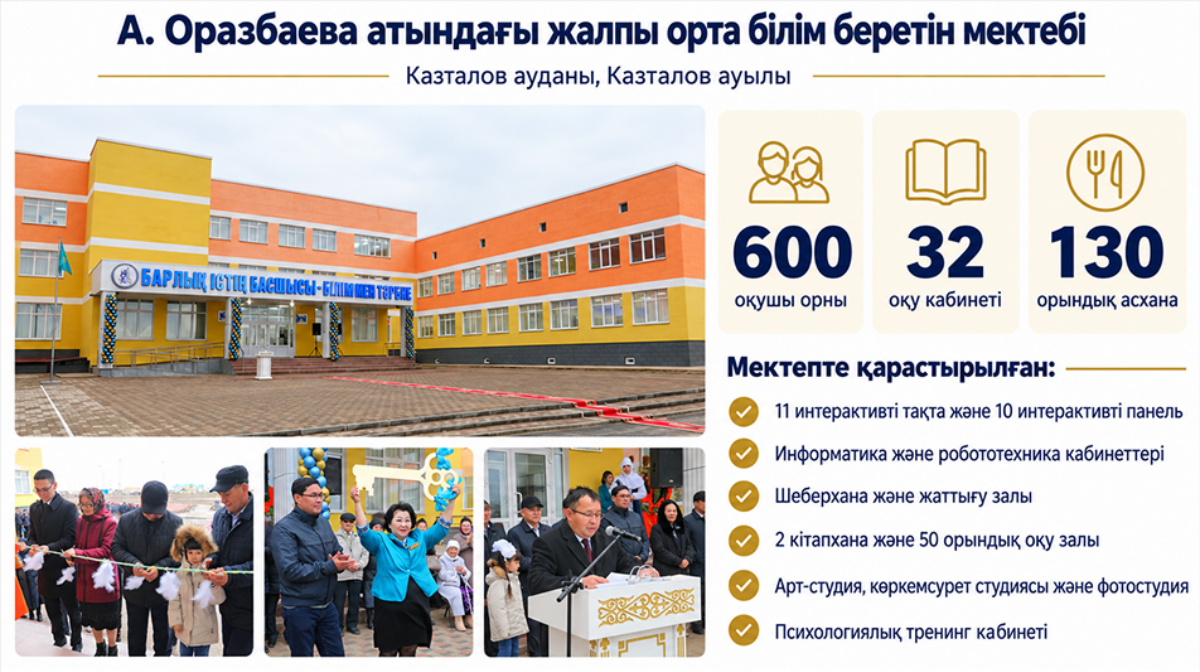 А. Оразбаева атындағы жалпы орта білім беретін мектебі
Казталов ауданы, Казталов ауылы
БАРЛЫҚ ІСТІҢ БАСШЫСЫ-БІЛІМ МЕН ТӘРБИЕ
600
оқушы орны
32
оқу кабинеті
130
орындық асхана
Мектепте қарастырылған:
11 интерактивті тақта және 10 интерактивті панель
Информатика және робототехника кабинеттері
Шеберхана және жаттығу залы
2 кітапхана және 50 орындық оқу залы
Арт-студия, көркемсурет студиясы және фотостудия
Психологиялық тренинг кабинеті